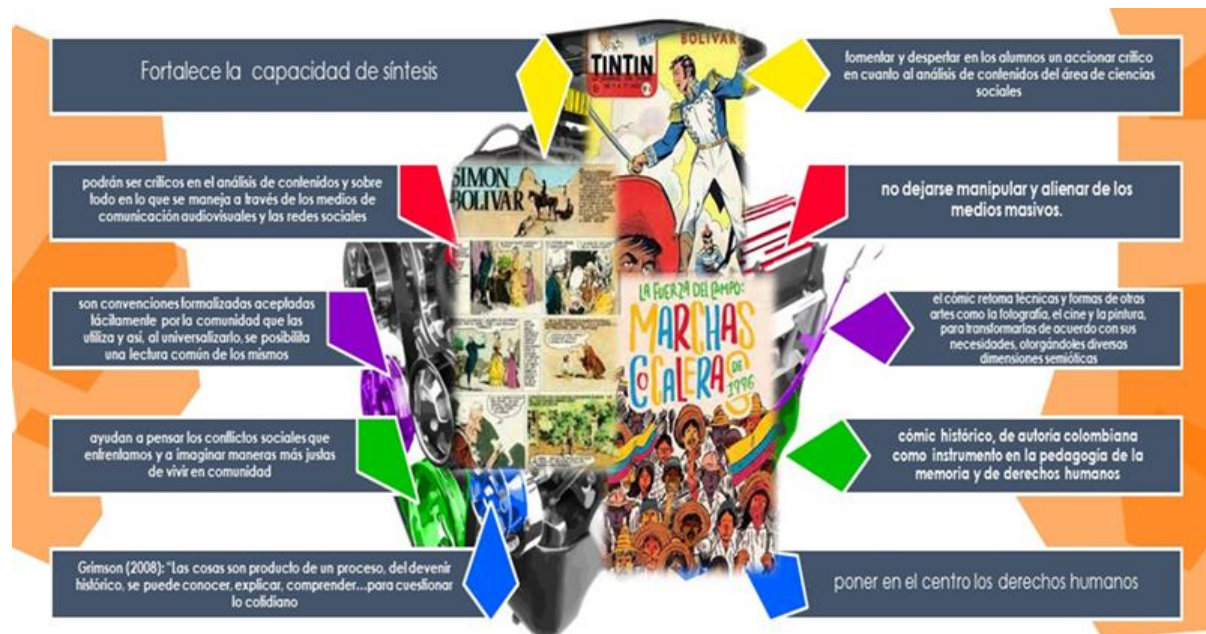 Fortalece la capacidad de síntesis
podrán ser críticos en el análisis de contenidos y sobre
todo en lo que se maneja a través de los medios de
comunicación audiovisuales y las redes sociales
son convenciones formalizadas aceptadas
fácilmente por la comunidad que las
utiliza y así, al universalizarlo, se posibilita
una lectura común de los mismos
ayudan a pensar los conflictos sociales que
enfrentamos y a imaginar maneras más justas
de vivir en comunidad
Grimson (2008): "Las cosas son producto de un proceso, del devenir
histórico, se puede conocer, explicar, comprender...para cuestionar
lo cotidiano
TINTIN
BOLIVAR
SIMON
BOLIVAR
LA FUERZA DEL CAMPO:
MARCHAS
COCALERAS
DE
1996
fomentar y despertar en los alumnos un accionar crítico
en cuanto al análisis de contenidos del área de ciencias
sociales
no dejarse manipular y alienar de los
medios masivos.
el cómic retoma técnicas y formas de otras
artes como la fotografía, el cine y la pintura,
para transformarlas de acuerdo con sus
necesidades, otorgándoles diversas
dimensiones semióticas
cómic histórico, de autoría colombiana
como instrumento en la pedagogía de la
memoria y de derechos humanos
poner en el centro los derechos humanos